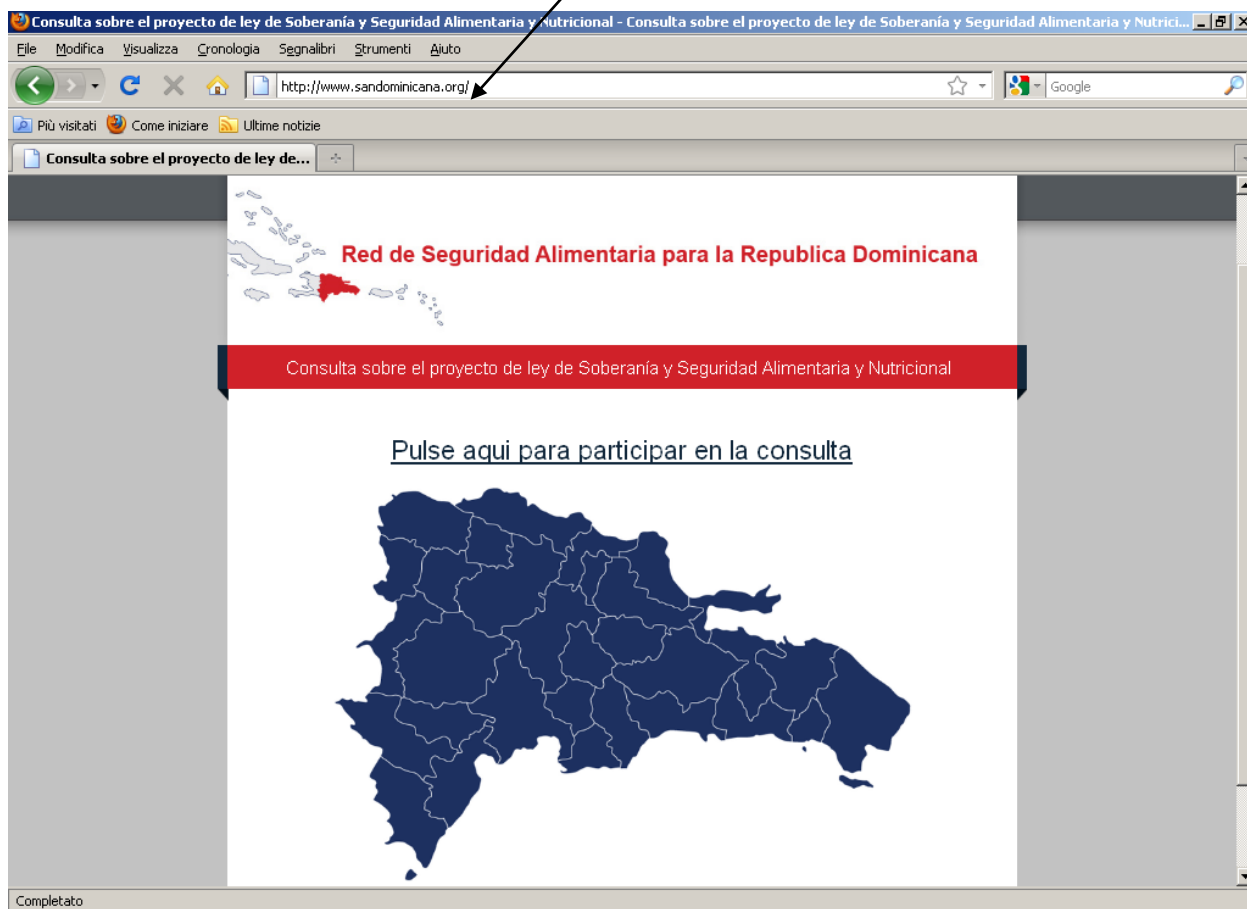 Consulta sobre el proyecto de ley de Soberanía y Seguridad Alimentaria y Nutricional - Consulta sobre el proyecto de ley de Soberanía y Seguridad Alimentaria y Nutrici...
File Modifica Visualizza Cronologia Segnalibri Strumenti Aiuto
http://www.sandominicana.org/ Google
Più visitati Come iniziare Ultime notizie
Consulta sobre el proyecto de ley de...
Red de Seguridad Alimentaria para la Republica Dominicana
Consulta sobre el proyecto de ley de Soberanía y Seguridad Alimentaria y Nutricional
Pulse aqui para participar en la consulta
Completato